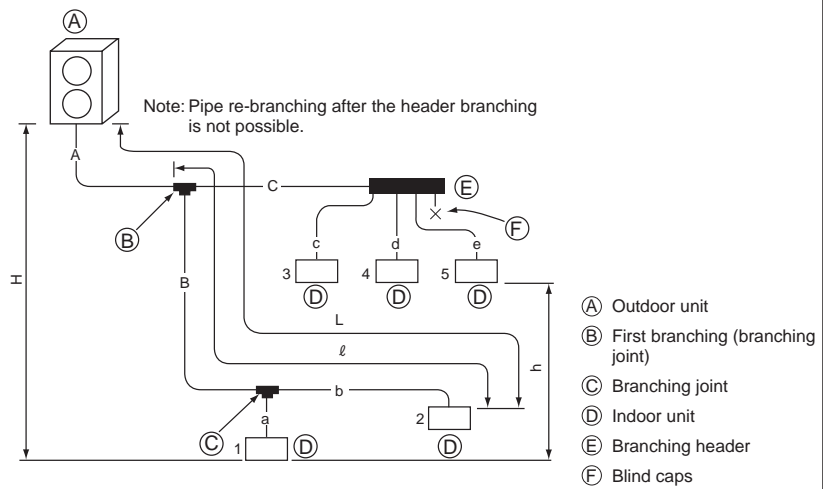 Ⓐ
Note: Pipe re-branching after the header branching
is not possible.
A
C
Ⓔ
Ⓑ
Ⓕ
c
d
e
B
3
4
5
Ⓓ
Ⓓ
Ⓓ
H
L
ℓ
h
b
a
2
Ⓒ
1
Ⓓ
Ⓓ
Ⓐ Outdoor unit
Ⓑ First branching (branching
joint)
Ⓒ Branching joint
Ⓓ Indoor unit
Ⓔ Branching header
Ⓕ Blind caps